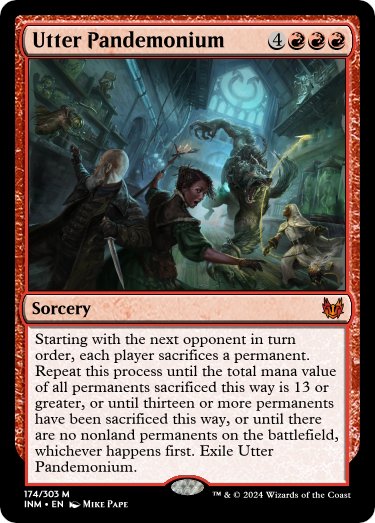 Utter Pandemonium 4
Sorcery
Starting with the next opponent in turn
order, each player sacrifices a permanent.
Repeat this process until the total mana value
of all permanents sacrificed this way is 13 or
greater, or until thirteen or more permanents
have been sacrificed this way, or until there
are no nonland permanents on the battlefield,
whichever happens first. Exile Utter
Pandemonium.
174/303 M
INM • EN Mike Pape
™ & © 2024 Wizards of the Coast